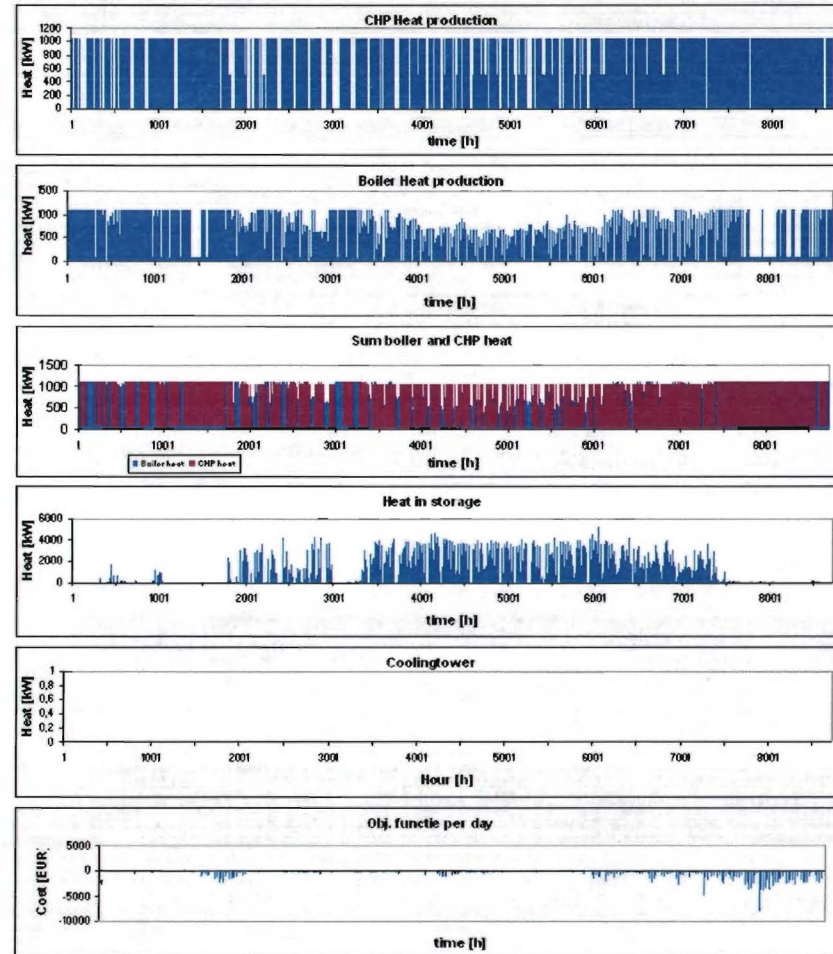 CHP Heat production
Heat [kW]
1200
1000
800
600
400
200
0
1 1001 2001 3001 4001 5001 6001 7001 8001
time [h]
Boiler Heat production
heat [kW]
1500
1000
500
0
1 1001 2001 3001 4001 5001 6001 7001 8001
time [h]
Sum boiler and CHP heat
Heat [kW]
1500
1000
500
0
1 1001 2001 3001 4001 5001 6001 7001 8001
Boiler heat CHP heat
time [h]
Heat in storage
Heat [kW]
6000
4000
2000
0
1 1001 2001 3001 4001 5001 6001 7001 8001
time [h]
Coolingtower
Heat [kW]
1
0,8
0,6
0,4
0,2
0
1 1001 2001 3001 4001 5001 6001 7001 8001
Hour [h]
Obj. functie per day
Cost [EUR]
5000
0
-5000
-10000
time [h]